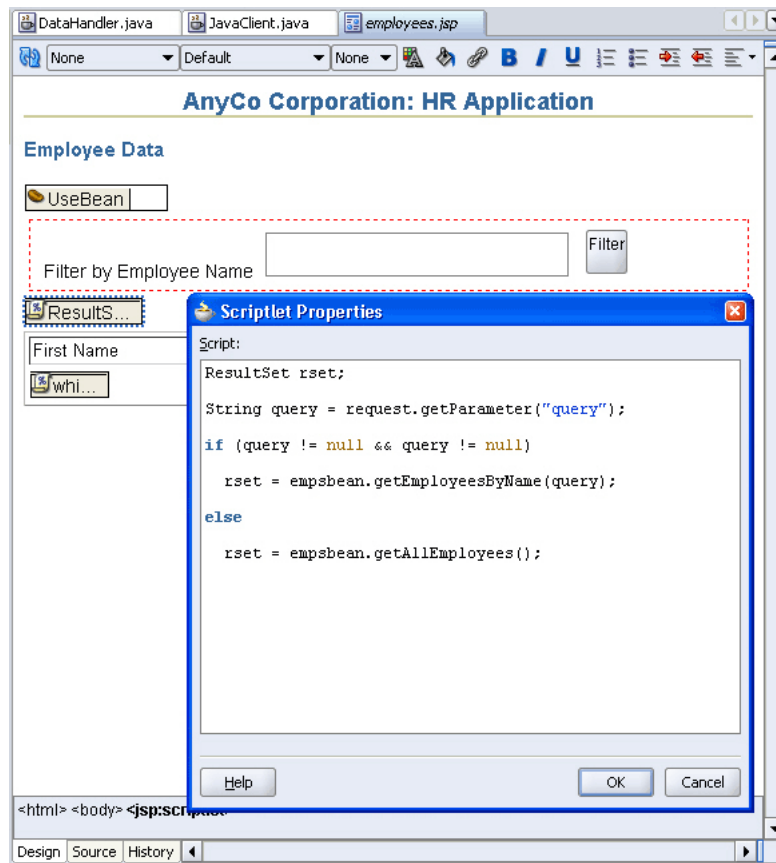 DataHandler.java JavaClient.java employees.jsp
None Default None B I U
AnyCo Corporation: HR Application
Employee Data
UseBean
Filter by Employee Name Filter
ResultS...
First Name
whi...
Scriptlet Properties
Script:
ResultSet rset;
String query = request.getParameter("query");
if (query != null && query != null)
rset = empsbean.getEmployeesByName(query);
else
rset = empsbean.getAllEmployees();
Help OK Cancel
<html> <body> <jsp:scriptlet>
Design Source History